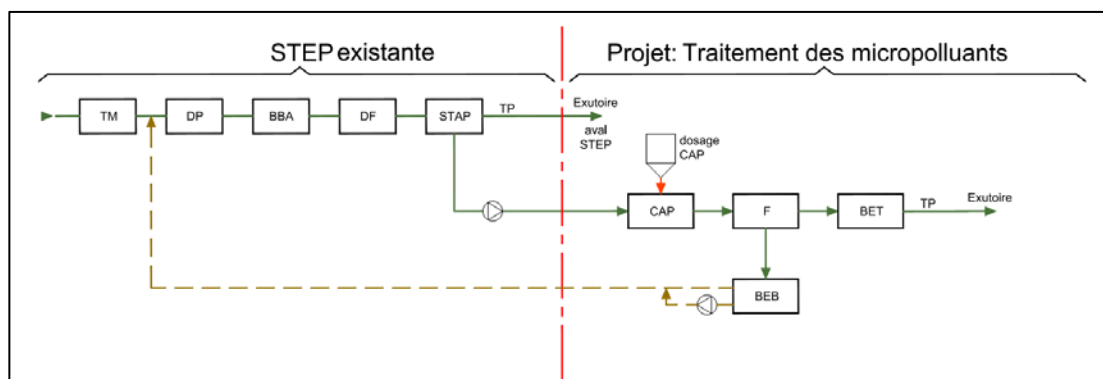 STEP existante
Projet: Traitement des micropolluants
TM
DP
BBA
DF
STAP
TP
Exutoire
aval
STEP
dosage
CAP
CAP
F
BET
TP
Exutoire
BEB